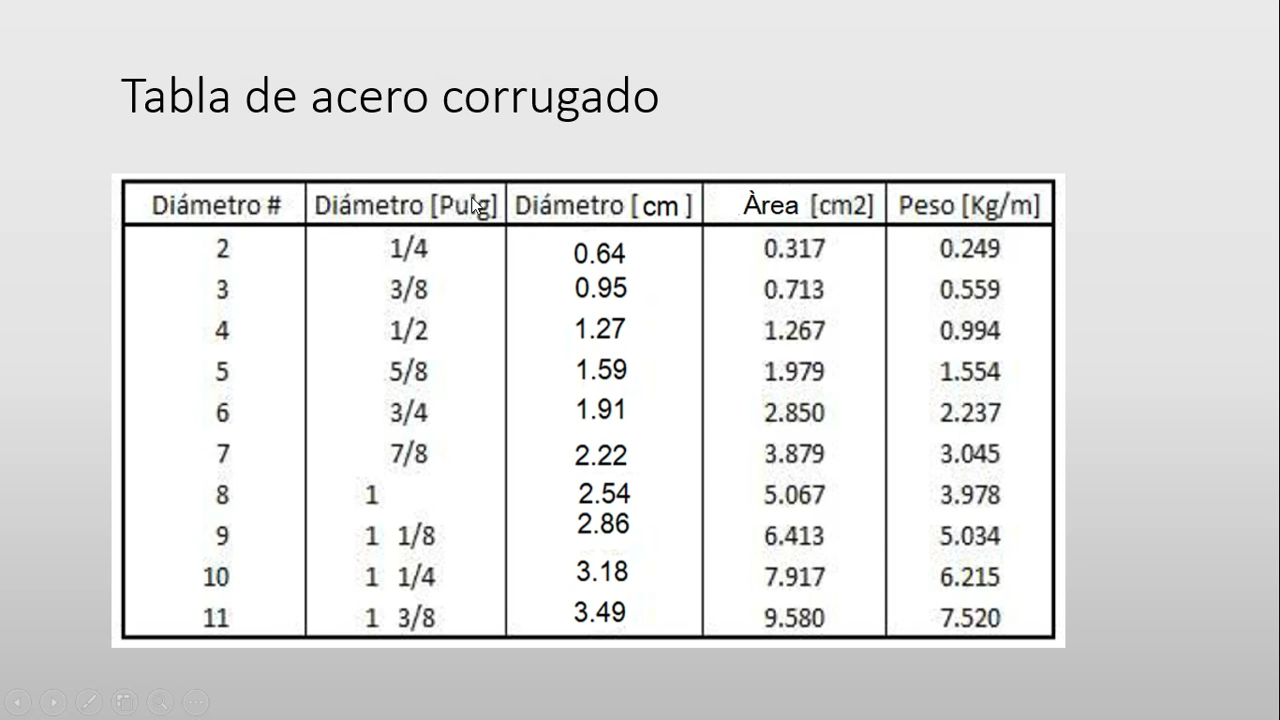 Tabla de acero corrugado
Diámetro # Diámetro [Pulg] Diámetro [cm] Àrea [cm2] Peso [Kg/m]
2 1/4 0.64 0.317 0.249
3 3/8 0.95 0.713 0.559
4 1/2 1.27 1.267 0.994
5 5/8 1.59 1.979 1.554
6 3/4 1.91 2.850 2.237
7 7/8 2.22 3.879 3.045
8 1 2.54 5.067 3.978
9 1 1/8 2.86 6.413 5.034
10 1 1/4 3.18 7.917 6.215
11 1 3/8 3.49 9.580 7.520